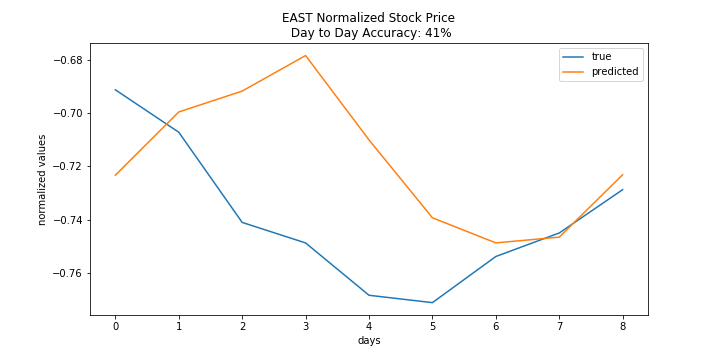 EAST Normalized Stock Price
Day to Day Accuracy: 41%
true
predicted
normalized values
−0.68
−0.70
−0.72
−0.74
−0.76
0 1 2 3 4 5 6 7 8
days